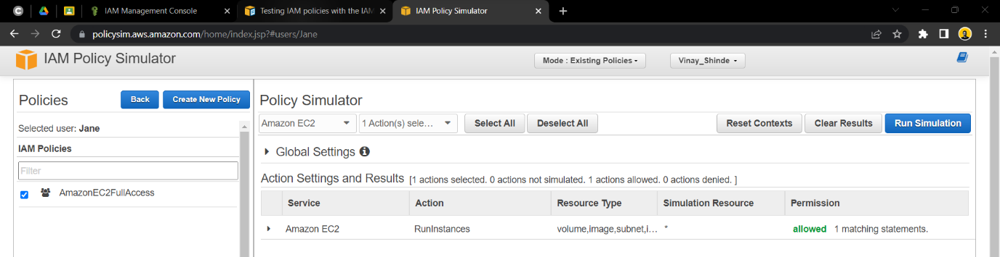 IAM Management Console
Testing IAM policies with the IAM
IAM Policy Simulator
policysim.aws.amazon.com/home/index.jsp?#users/Jane
IAM Policy Simulator
Mode : Existing Policies
Vinay_Shinde
Policies
Back
Create New Policy
Selected user: Jane
IAM Policies
Filter
AmazonEC2FullAccess
Policy Simulator
Amazon EC2
1 Action(s) sele...
Select All
Deselect All
Reset Contexts
Clear Results
Run Simulation
Global Settings
Action Settings and Results [1 actions selected. 0 actions not simulated. 1 actions allowed. 0 actions denied. ]
Service Action Resource Type Simulation Resource Permission
Amazon EC2 RunInstances volume,image,subnet,i... * allowed 1 matching statements.